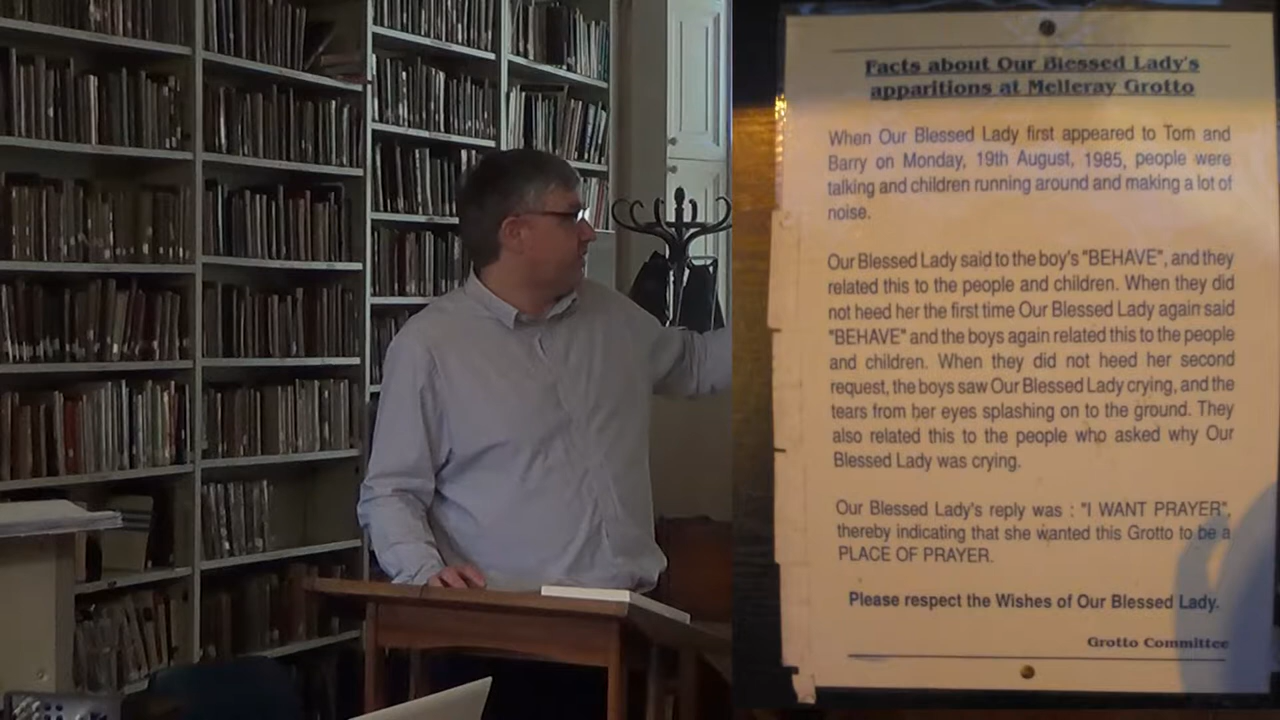 Facts about Our Blessed Lady's
apparitions at Melleray Grotto
When Our Blessed Lady first appeared to Tom and
Barry on Monday, 19th August, 1985, people were
talking and children running around and making a lot of
noise.
Our Blessed Lady said to the boy's "BEHAVE", and they
related this to the people and children. When they did
not heed her the first time Our Blessed Lady again said
"BEHAVE" and the boys again related this to the people
and children. When they did not heed her second
request, the boys saw Our Blessed Lady crying, and the
tears from her eyes splashing on to the ground. They
also related this to the people who asked why Our
Blessed Lady was crying.
Our Blessed Lady's reply was : "I WANT PRAYER",
thereby indicating that she wanted this Grotto to be a
PLACE OF PRAYER.
Please respect the Wishes of Our Blessed Lady.
Grotto Committee